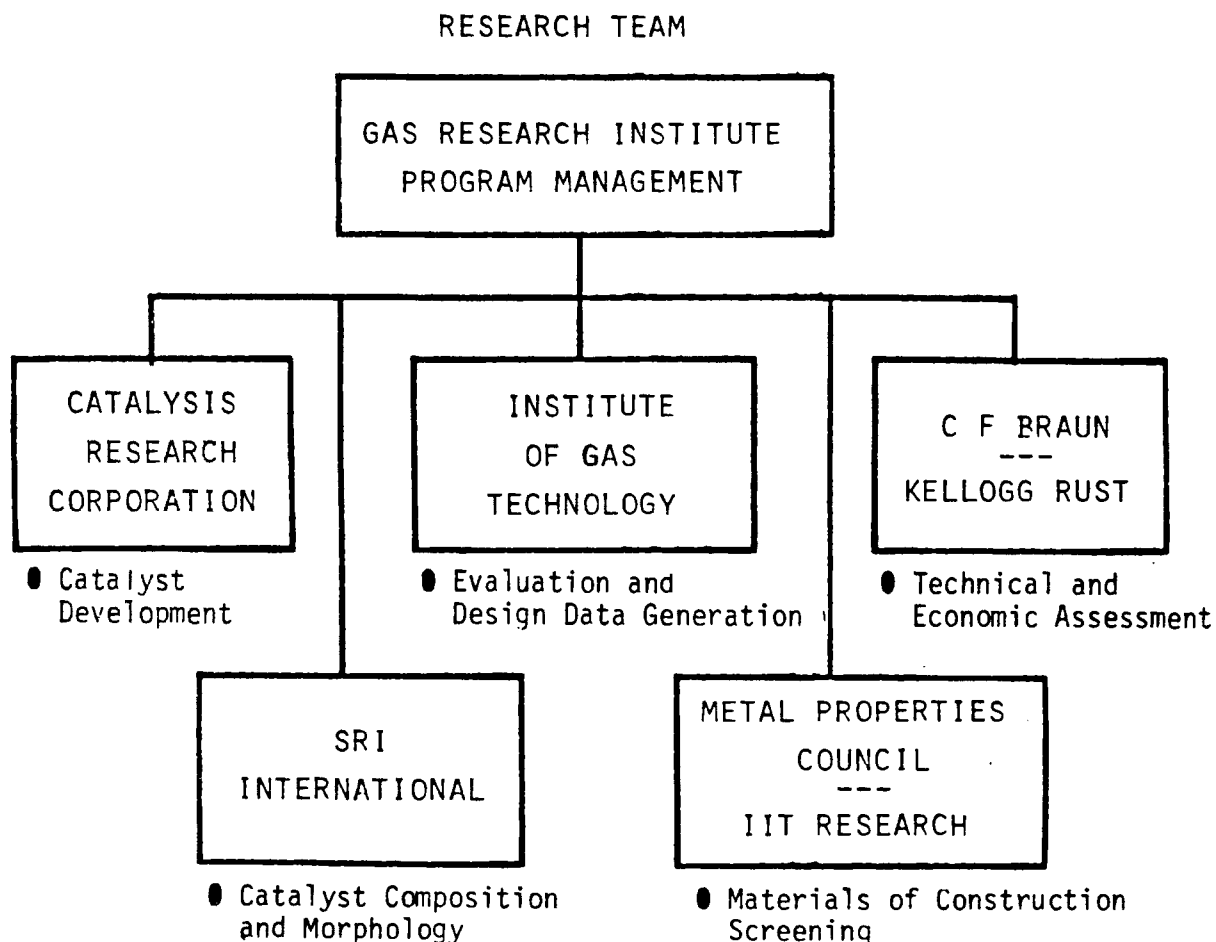 RESEARCH TEAM
GAS RESEARCH INSTITUTE
PROGRAM MANAGEMENT
CATALYSIS
RESEARCH
CORPORATION
● Catalyst
Development
INSTITUTE
OF GAS
TECHNOLOGY
● Evaluation and
Design Data Generation
C F BRAUN
---
KELLOGG RUST
● Technical and
Economic Assessment
SRI
INTERNATIONAL
● Catalyst Composition
and Morphology
METAL PROPERTIES
COUNCIL
---
IIT RESEARCH
● Materials of Construction
Screening